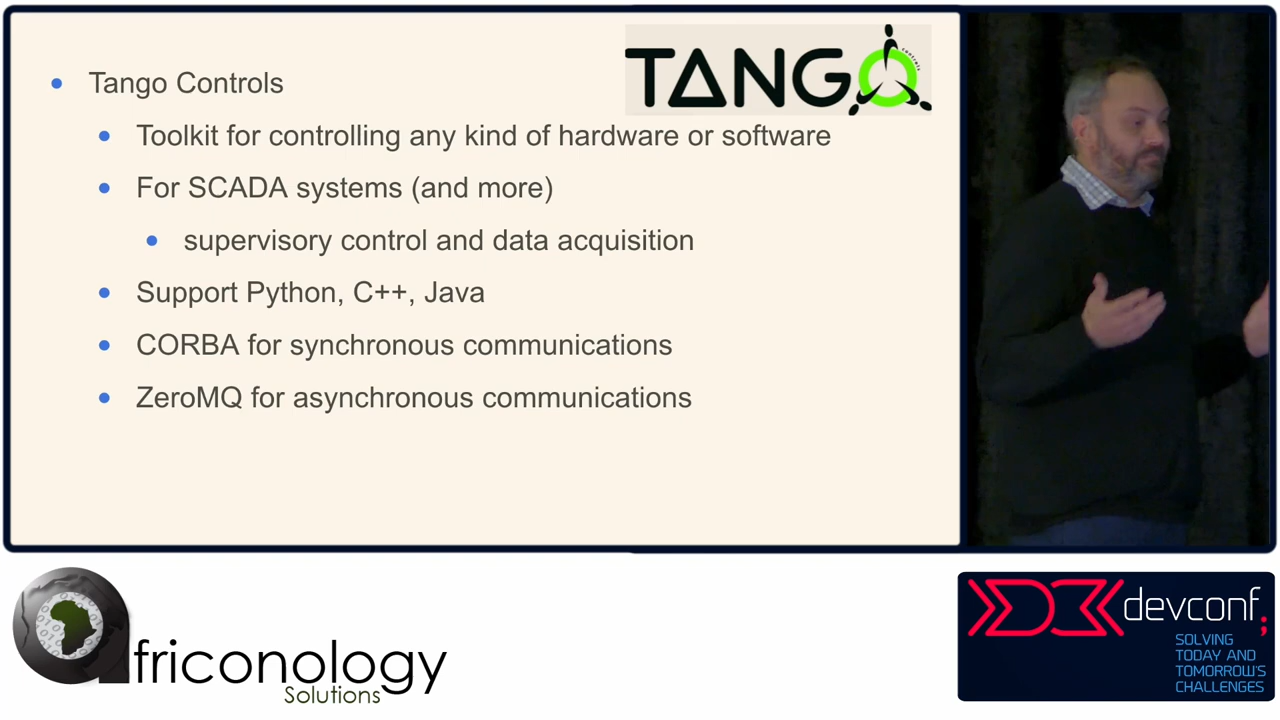 TANGO
controls
Tango Controls
Toolkit for controlling any kind of hardware or software
For SCADA systems (and more)
supervisory control and data acquisition
Support Python, C++, Java
CORBA for synchronous communications
ZeroMQ for asynchronous communications
africonology
Solutions
devconf;
SOLVING
TODAY AND
TOMORROW'S
CHALLENGES